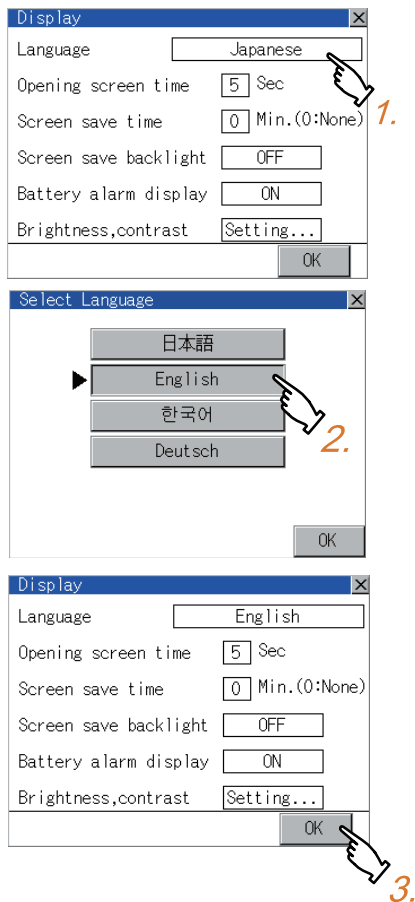 Display
Language Japanese
Opening screen time 5 Sec
1.
Screen save time 0 Min.(0:None)
Screen save backlight OFF
Battery alarm display ON
Brightness,contrast Setting...
OK
Select Language
日本語
English
한국어
2.
Deutsch
OK
Display
Language English
Opening screen time 5 Sec
Screen save time 0 Min.(0:None)
Screen save backlight OFF
Battery alarm display ON
Brightness,contrast Setting...
OK
3.